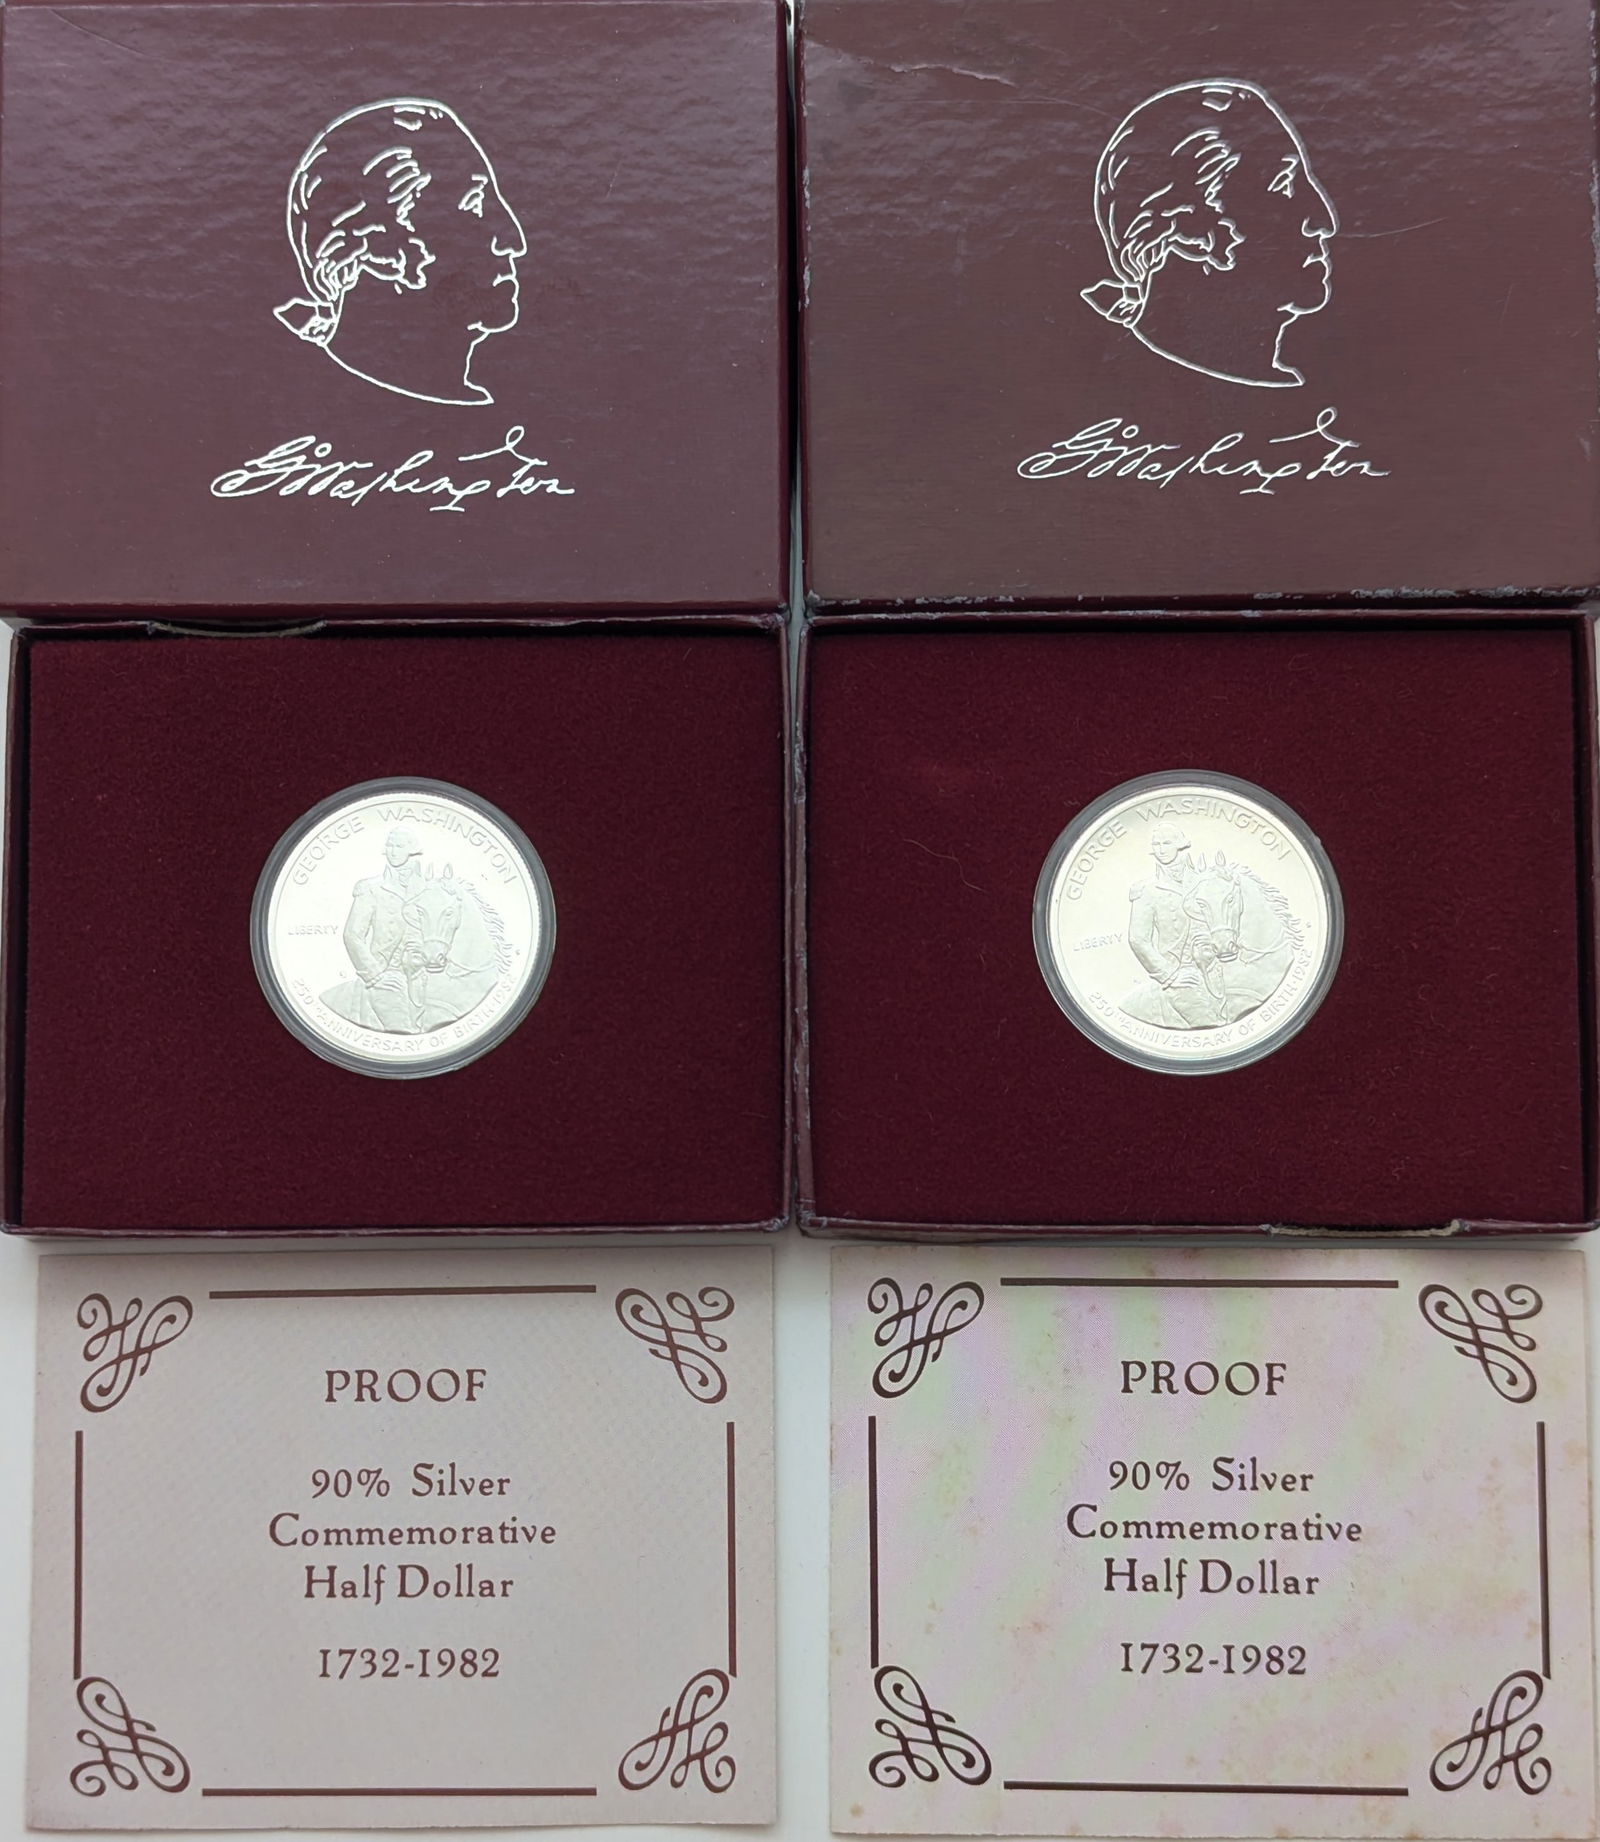 G Washington
G Washington
GEORGE WASHINGTON
LIBERTY
250TH ANNIVERSARY OF BIRTH·1982
GEORGE WASHINGTON
LIBERTY
250TH ANNIVERSARY OF BIRTH·1982
PROOF
90% Silver
Commemorative
Half Dollar
1732-1982
PROOF
90% Silver
Commemorative
Half Dollar
1732-1982